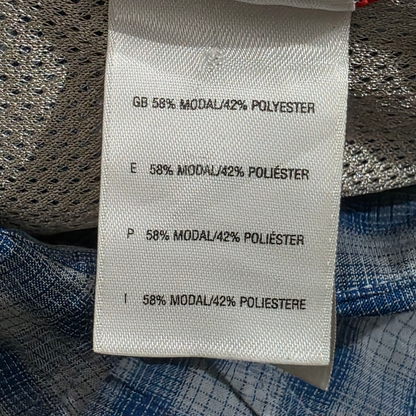 GB 58% MODAL/42% POLYESTER
E 58% MODAL/42% POLIÉSTER
P 58% MODAL/42% POLIÉSTER
I 58% MODAL/42% POLIESTERE